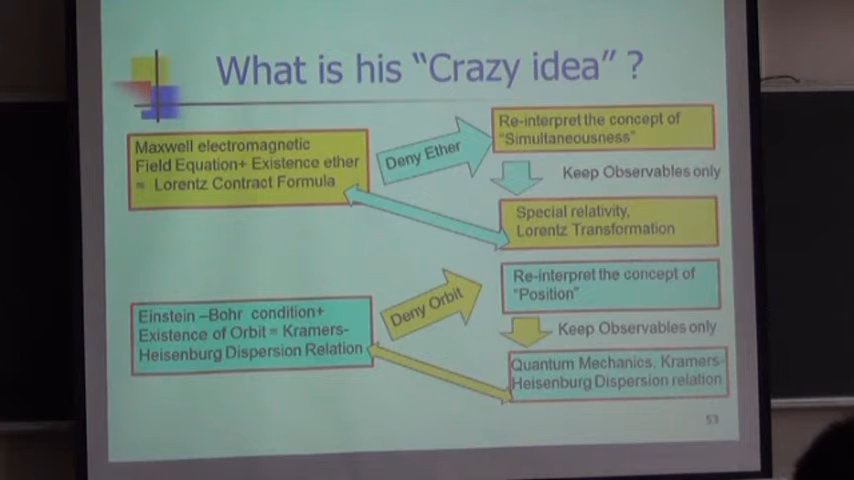 What is his “Crazy idea” ?
Maxwell electromagnetic
Field Equation+ Existence ether
= Lorentz Contract Formula
Deny Ether
Re-interpret the concept of
“Simultaneousness”
Keep Observables only
Special relativity,
Lorentz Transformation
Einstein –Bohr condition+
Existence of Orbit = Kramers-
Heisenburg Dispersion Relation
Deny Orbit
Re-interpret the concept of
“Position”
Keep Observables only
Quantum Mechanics, Kramers-
Heisenburg Dispersion relation
53